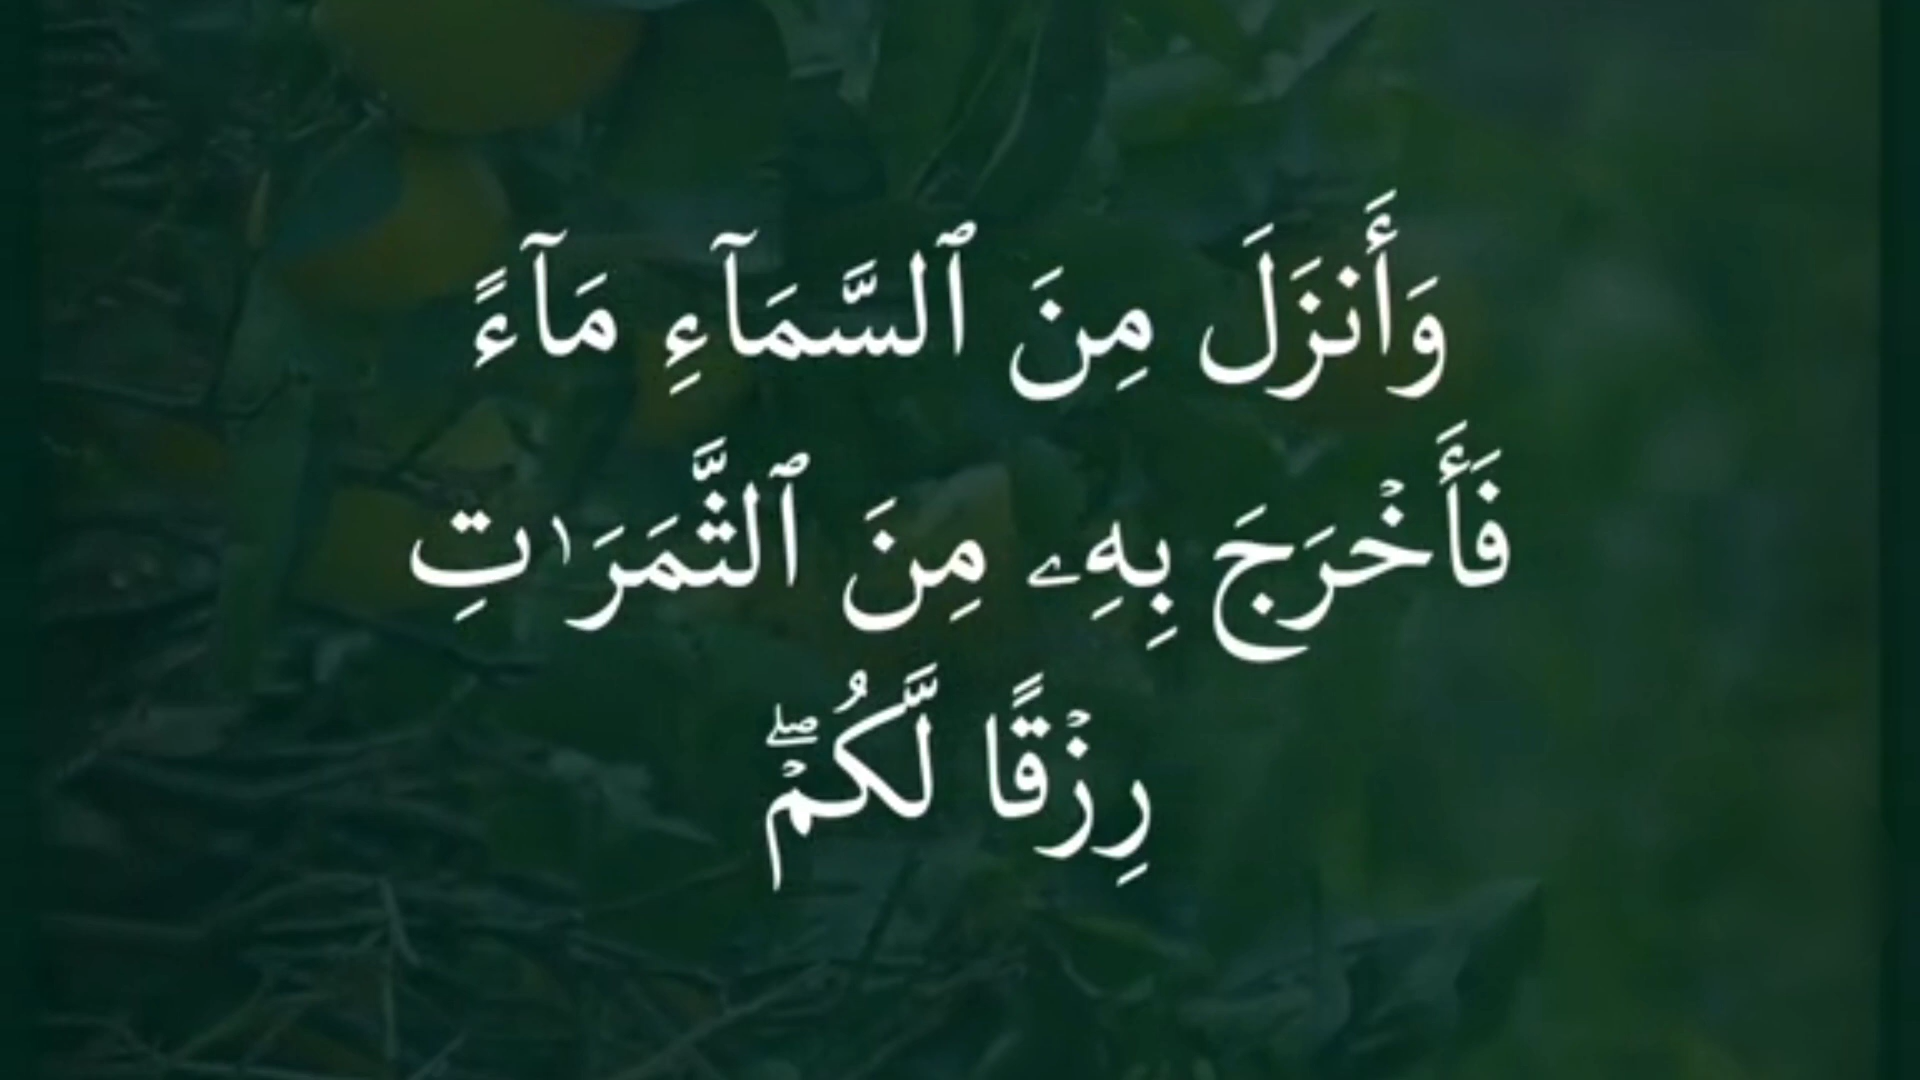 وَأَنزَلَ مِنَ ٱلسَّمَآءِ مَآءً
فَأَخۡرَجَ بِهِۦ مِنَ ٱلثَّمَرَٰتِ
رِزۡقًا لَّكُمۡۖ